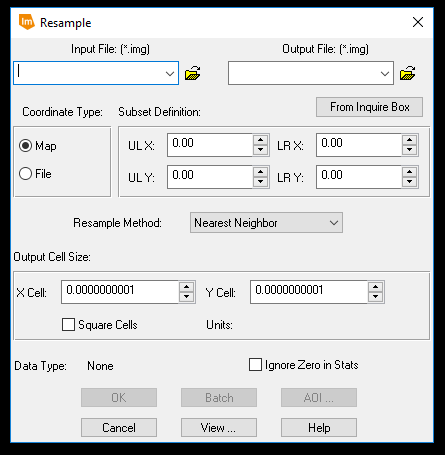 Im Resample
Input File: (*.img) Output File: (*.img)
From Inquire Box
Coordinate Type: Subset Definition:
Map
File
UL X: 0.00 LR X: 0.00
UL Y: 0.00 LR Y: 0.00
Resample Method: Nearest Neighbor
Output Cell Size:
X Cell: 0.0000000001 Y Cell: 0.0000000001
Square Cells Units:
Data Type: None Ignore Zero in Stats
OK Batch AOI ...
Cancel View ... Help